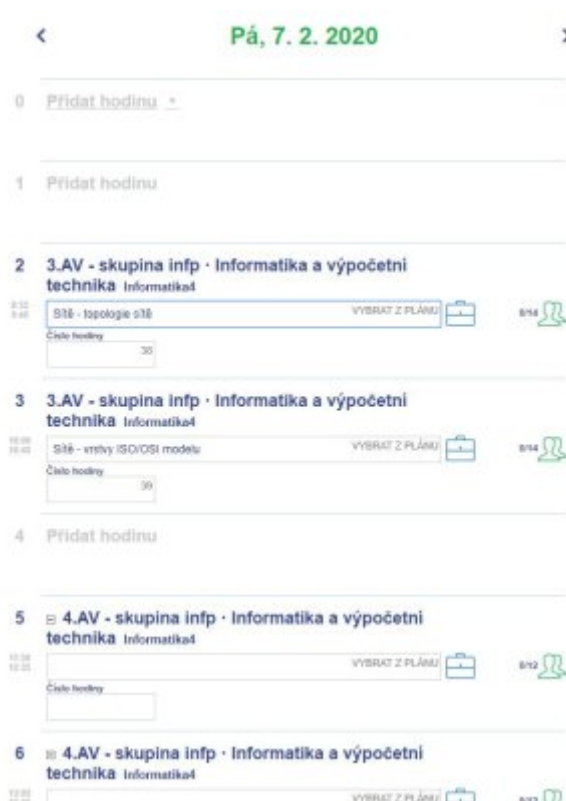 Pá, 7. 2. 2020
0 Přidat hodinu
1 Přidat hodinu
2 3.AV - skupina infp · Informatika a výpočetní
technika Informatika4
Sítě - topologie sítě VYBRAT Z PLÁNU
Číslo hodiny
38
3 3.AV - skupina infp · Informatika a výpočetní
technika Informatika4
Sítě - vrstvy ISO/OSI modelu VYBRAT Z PLÁNU
Číslo hodiny
39
4 Přidat hodinu
5 4.AV - skupina infp · Informatika a výpočetní
technika Informatika4
VYBRAT Z PLÁNU
Číslo hodiny
6 4.AV - skupina infp · Informatika a výpočetní
technika Informatika4
VYBRAT Z PLÁNU